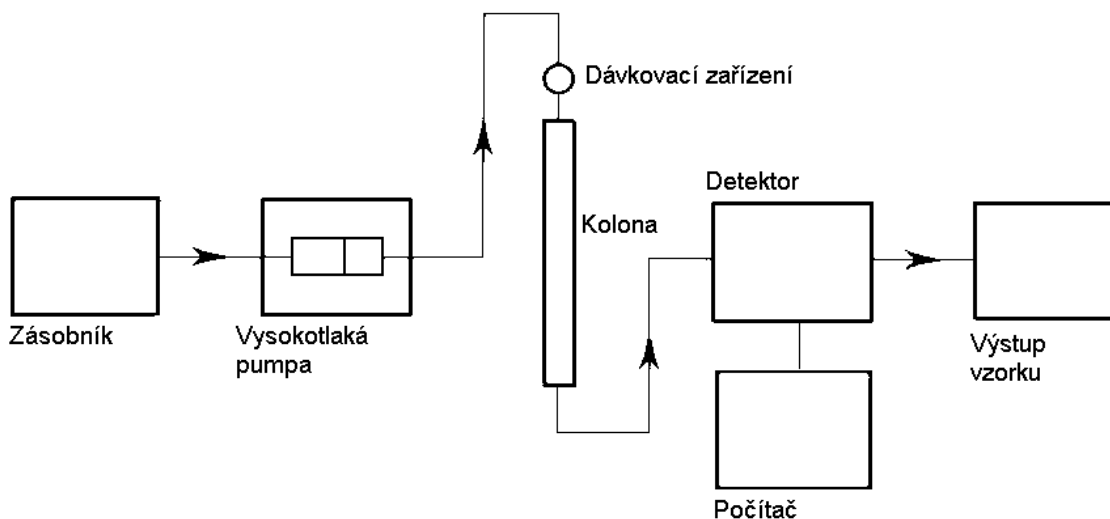 Dávkovací zařízení
Detektor
Kolona
Zásobník
Vysokotlaká
pumpa
Výstup
vzorku
Počítač